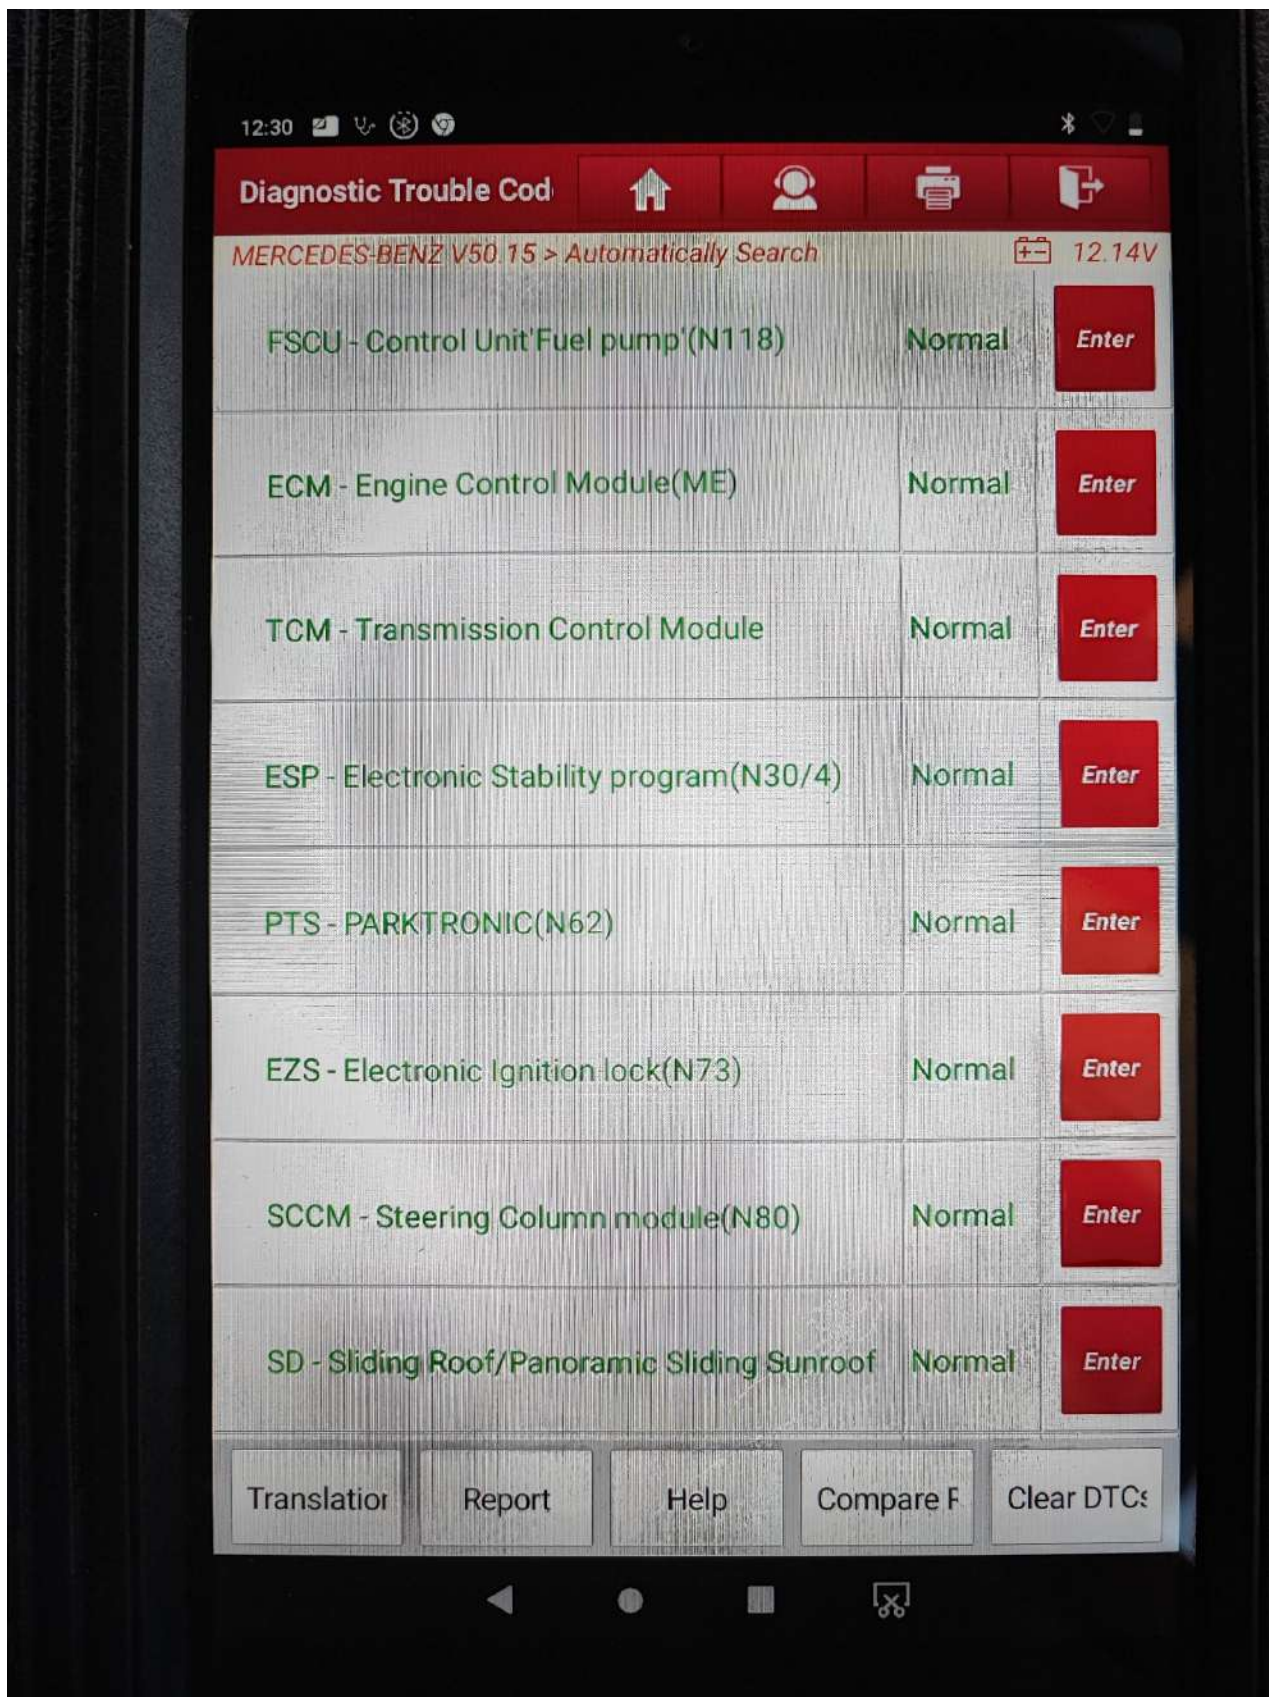 12:30
Diagnostic Trouble Cod
MERCEDES-BENZ V50.15 > Automatically Search 12.14V
FSCU - Control Unit'Fuel pump'(N118) Normal Enter
ECM - Engine Control Module(ME) Normal Enter
TCM - Transmission Control Module Normal Enter
ESP - Electronic Stability program(N30/4) Normal Enter
PTS - PARKTRONIC(N62) Normal Enter
EZS - Electronic Ignition lock(N73) Normal Enter
SCCM - Steering Column module(N80) Normal Enter
SD - Sliding Roof/Panoramic Sliding Sunroof Normal Enter
Translation Report Help Compare F Clear DTCs